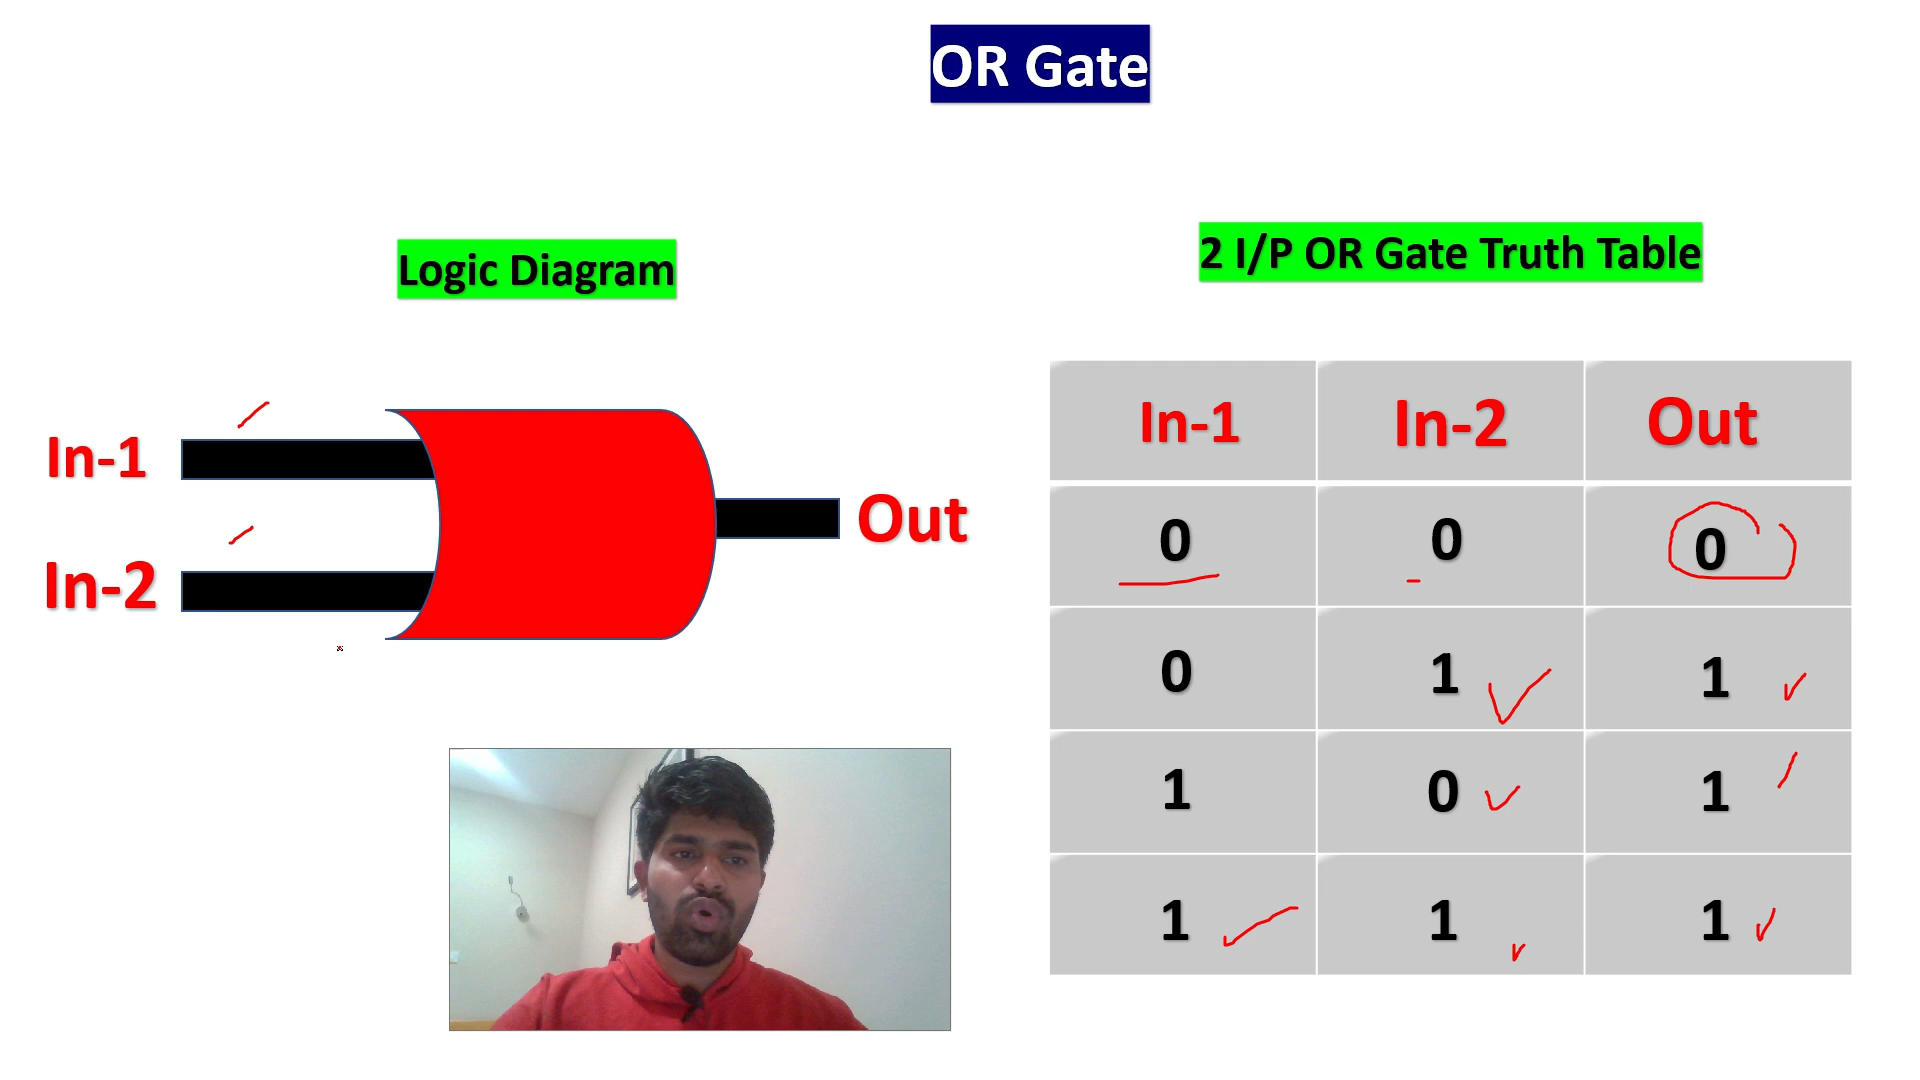 OR Gate
Logic Diagram
In-1
In-2
Out
2 I/P OR Gate Truth Table
In-1 In-2 Out
0 0 0
0 1 1
1 0 1
1 1 1